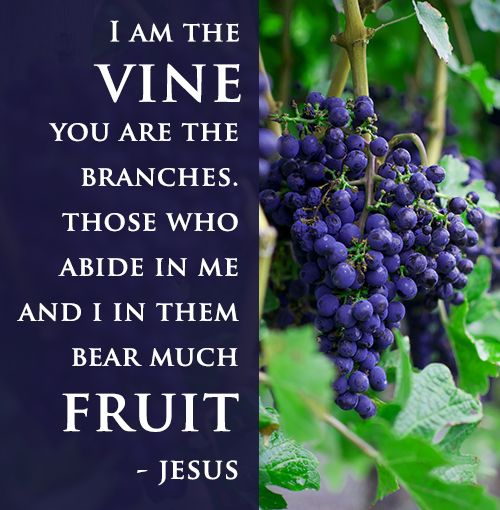 I AM THE
VINE
YOU ARE THE
BRANCHES.
THOSE WHO
ABIDE IN ME
AND I IN THEM
BEAR MUCH
FRUIT
- JESUS